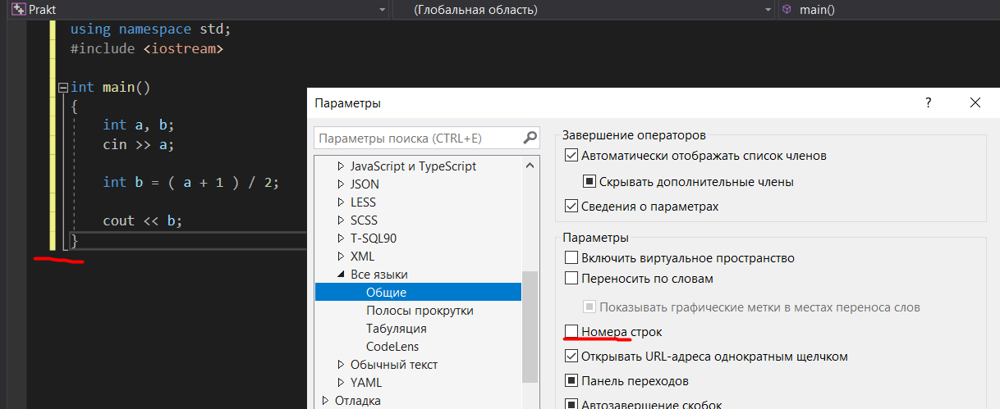 Prakt (Глобальная область) main()
using namespace std;
#include <iostream>
int main()
{
int a, b;
cin >> a;
int b = ( a + 1 ) / 2;
cout << b;
}
Параметры ?
Параметры поиска (CTRL+E)
JavaScript и TypeScript
JSON
LESS
SCSS
T-SQL90
XML
Все языки
Общие
Полосы прокрутки
Табуляция
CodeLens
Обычный текст
YAML
Отладка
Завершение операторов
Автоматически отображать список членов
Скрывать дополнительные члены
Сведения о параметрах
Параметры
Включить виртуальное пространство
Переносить по словам
Показывать графические метки в местах переноса слов
Номера строк
Открывать URL-адреса однократным щелчком
Панель переходов
Автозавершение скобок